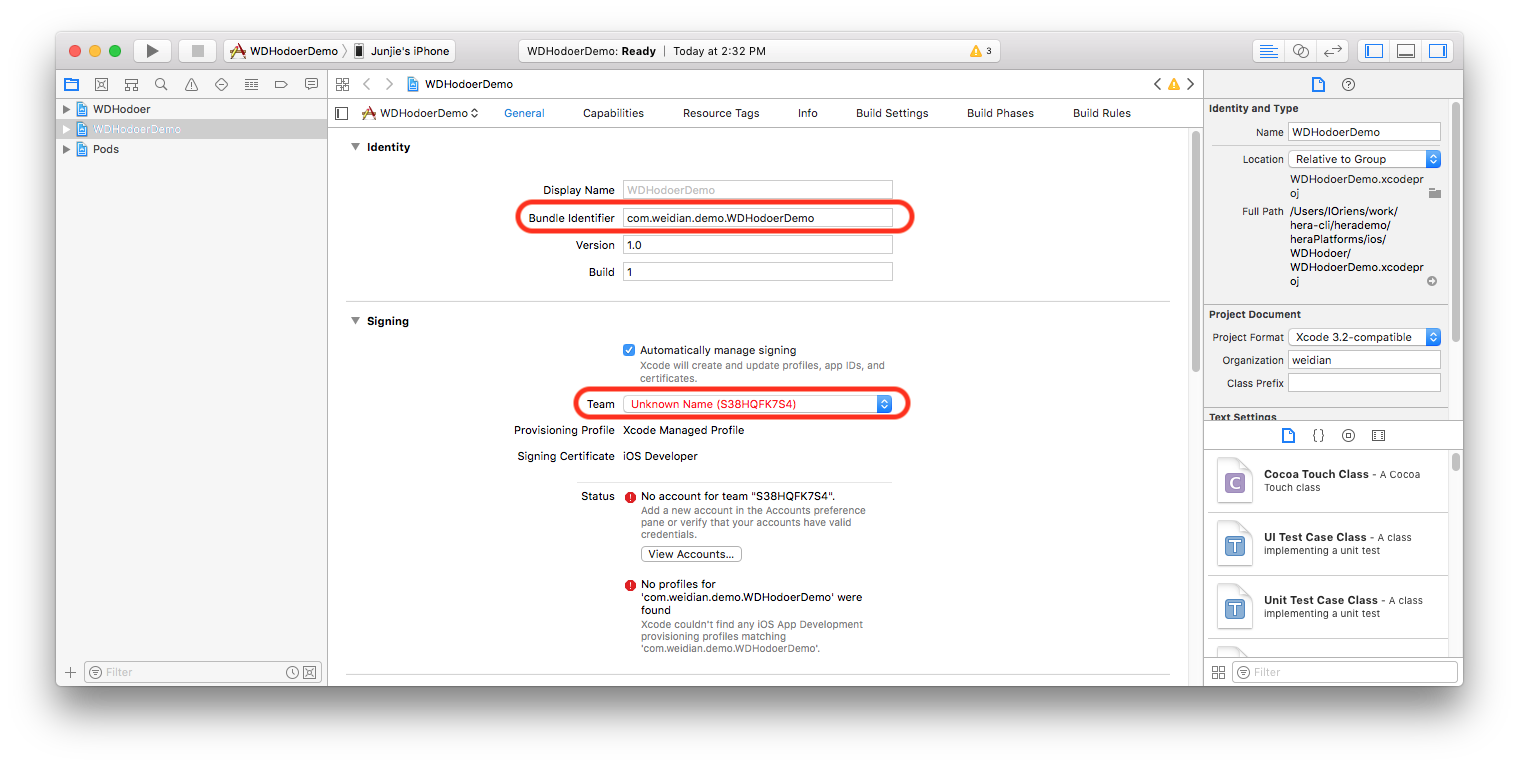 WDHodoerDemo
Junjie's iPhone
WDHodoerDemo: Ready | Today at 2:32 PM
3
WDHodoer
WDHodoerDemo
Pods
Filter
WDHodoerDemo
WDHodoerDemo
General
Capabilities
Resource Tags
Info
Build Settings
Build Phases
Build Rules
Identity
Display Name WDHodoerDemo
Bundle Identifier com.weidian.demo.WDHodoerDemo
Version 1.0
Build 1
Signing
Automatically manage signing
Xcode will create and update profiles, app IDs, and
certificates.
Team Unknown Name (S38HQFK7S4)
Provisioning Profile Xcode Managed Profile
Signing Certificate iOS Developer
Status No account for team "S38HQFK7S4".
Add a new account in the Accounts preference
pane or verify that your accounts have valid
credentials.
View Accounts...
No profiles for
'com.weidian.demo.WDHodoerDemo' were
found
Xcode couldn't find any iOS App Development
provisioning profiles matching
'com.weidian.demo.WDHodoerDemo'.
Identity and Type
Name WDHodoerDemo
Location Relative to Group
WDHodoerDemo.xcodepr
oj
Full Path /Users/IOriens/work/
hera-cli/herademo/
heraPlatforms/ios/
WDHodoer/
WDHodoerDemo.xcodepr
oj
Project Document
Project Format Xcode 3.2-compatible
Organization weidian
Class Prefix
Text Settings
{ }
C
Cocoa Touch Class - A Cocoa
Touch class
T
UI Test Case Class - A class
implementing a unit test
T
Unit Test Case Class - A class
implementing a unit test
Filter